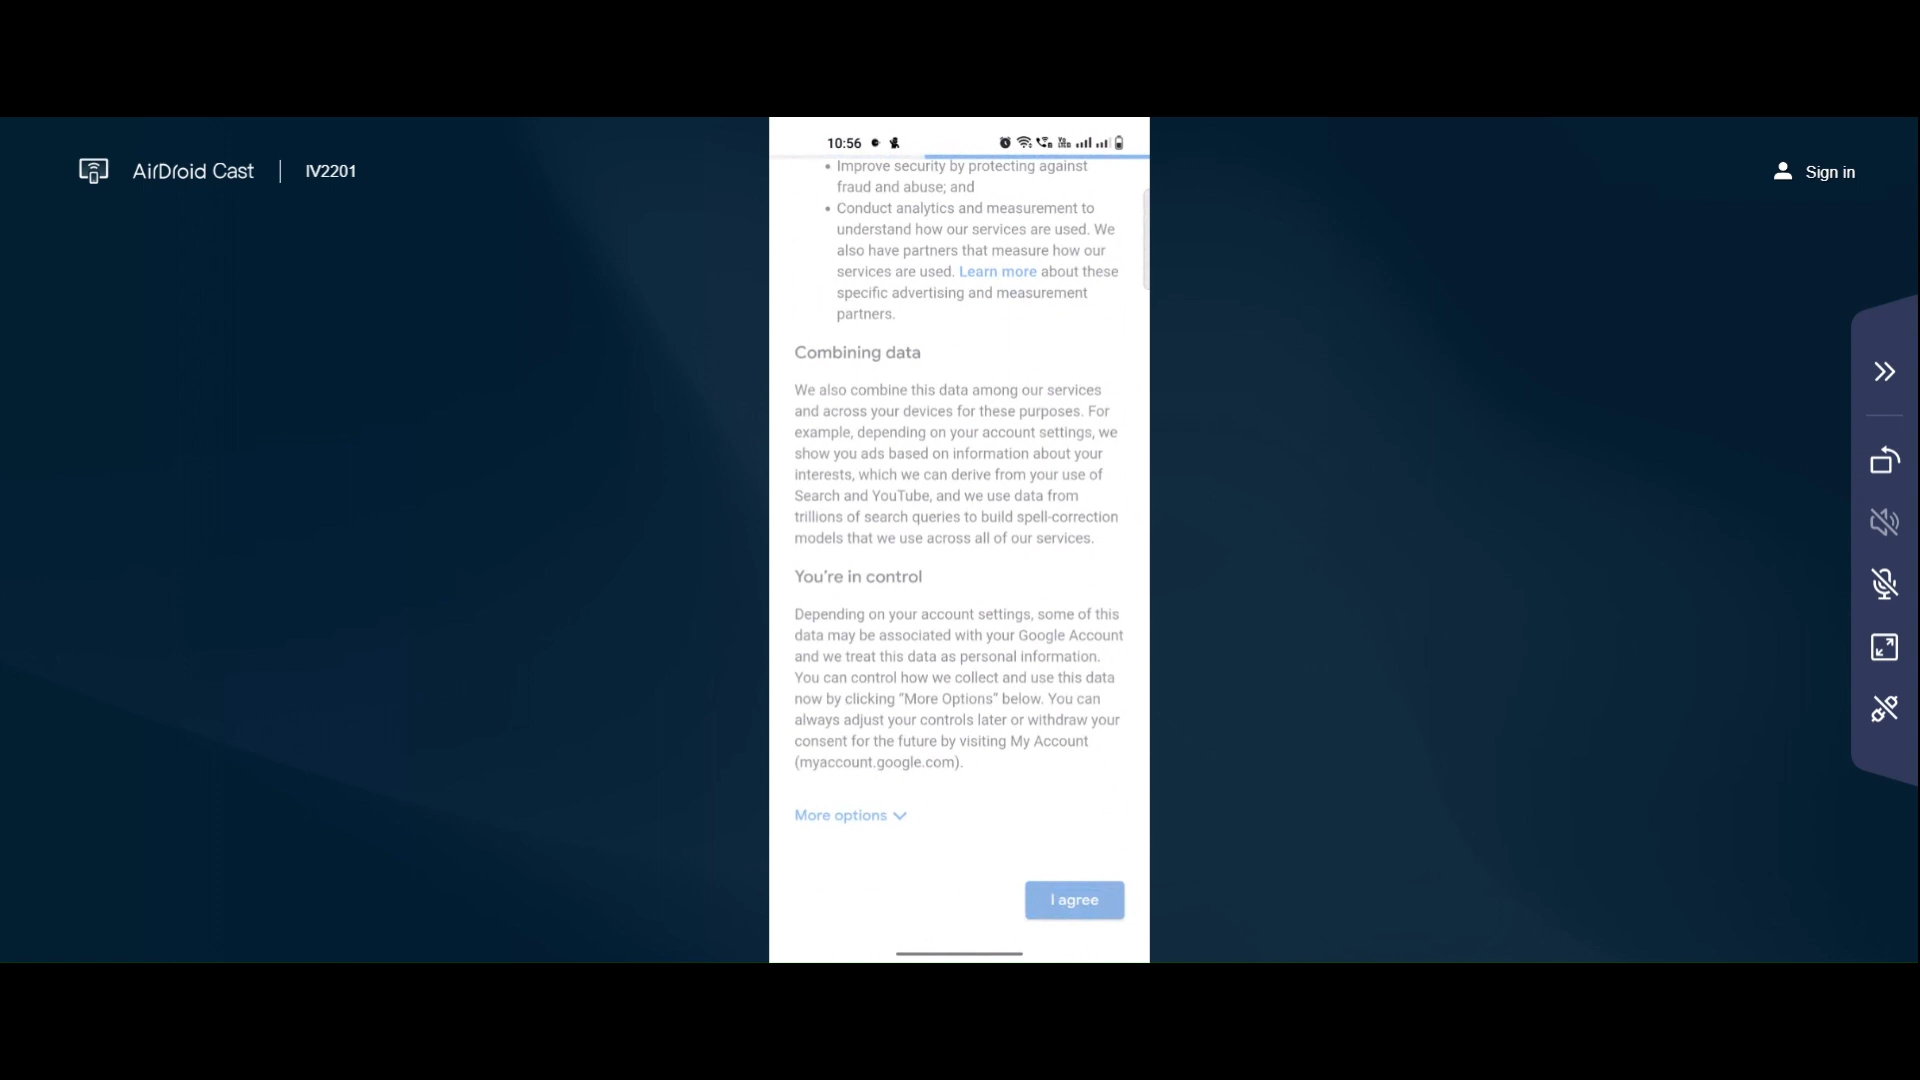 AirDroid Cast
IV2201
Sign in
10:56
• Improve security by protecting against
fraud and abuse; and
• Conduct analytics and measurement to
understand how our services are used. We
also have partners that measure how our
services are used. Learn more about these
specific advertising and measurement
partners.
Combining data
We also combine this data among our services
and across your devices for these purposes. For
example, depending on your account settings, we
show you ads based on information about your
interests, which we can derive from your use of
Search and YouTube, and we use data from
trillions of search queries to build spell-correction
models that we use across all of our services.
You’re in control
Depending on your account settings, some of this
data may be associated with your Google Account
and we treat this data as personal information.
You can control how we collect and use this data
now by clicking “More Options” below. You can
always adjust your controls later or withdraw your
consent for the future by visiting My Account
(myaccount.google.com).
More options
I agree